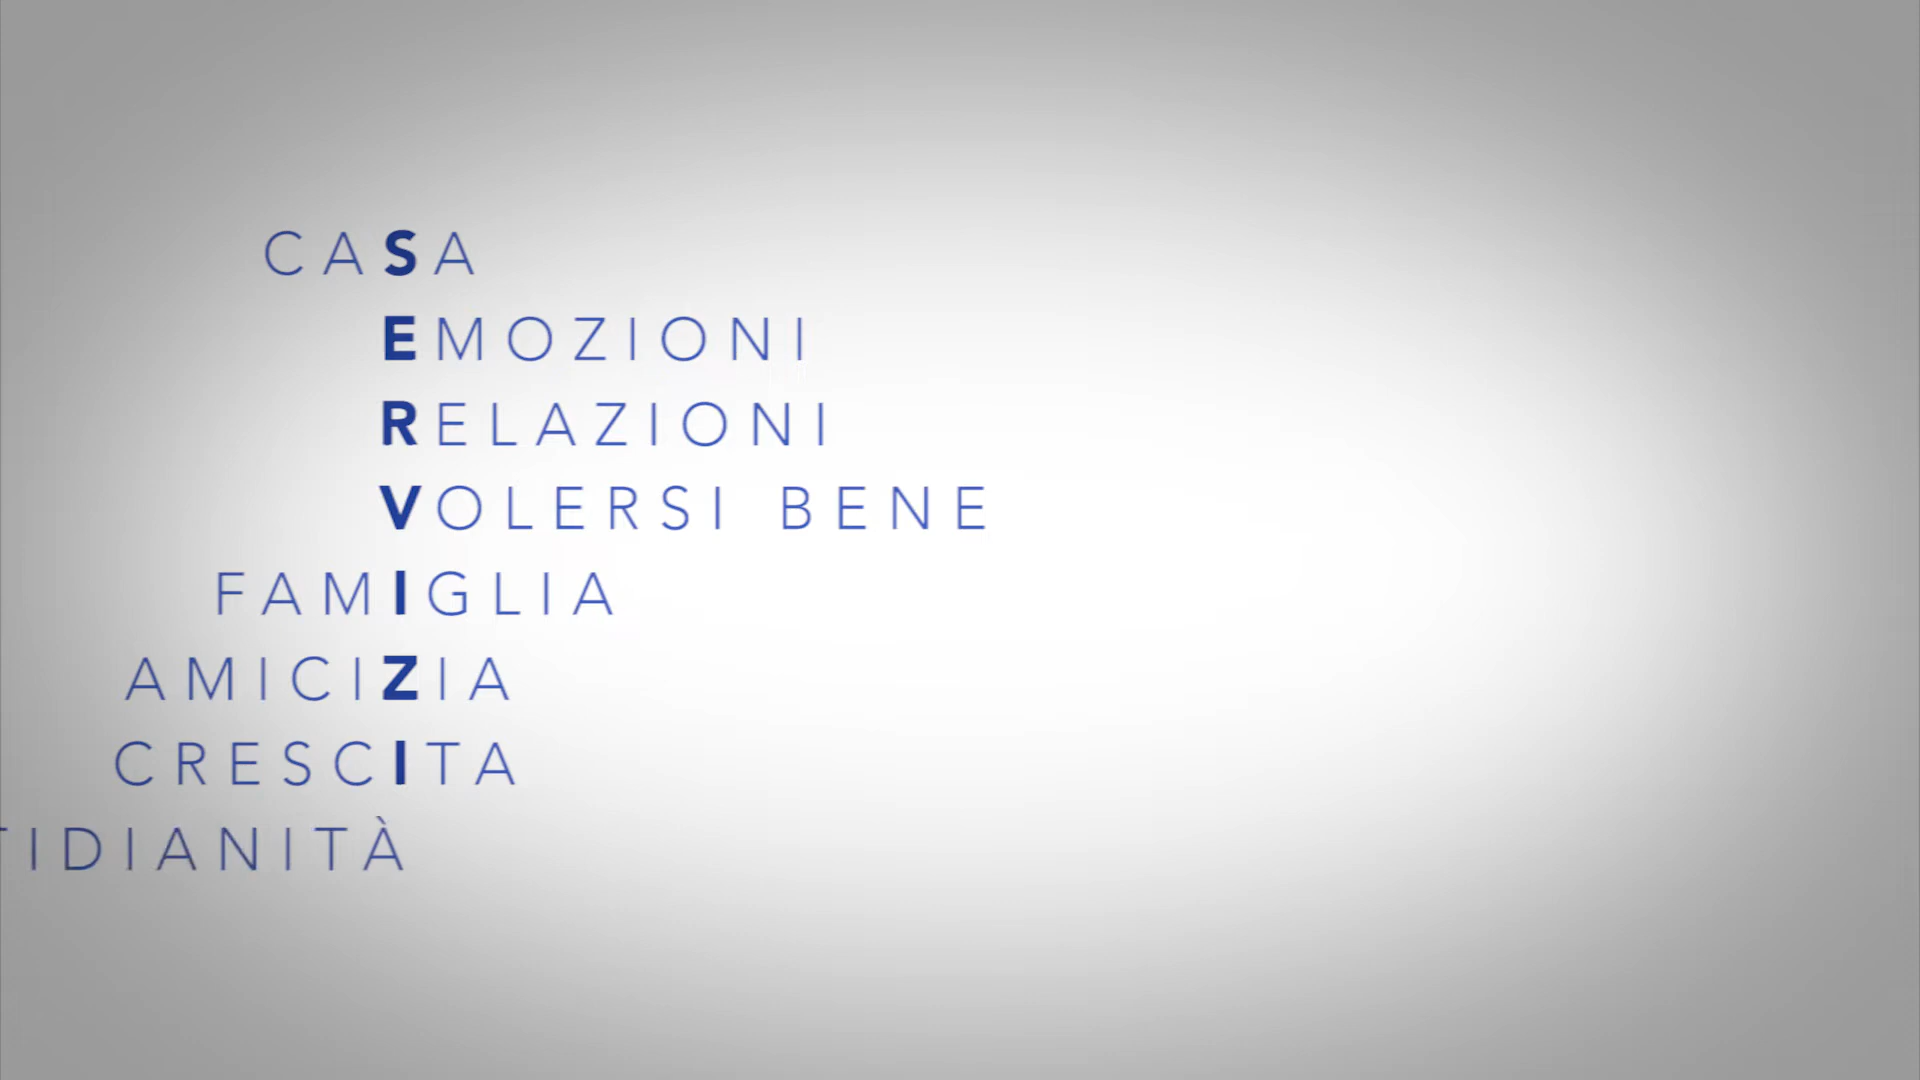 CASA
EMOZIONI
RELAZIONI
VOLERSI BENE
FAMIGLIA
AMICIZIA
CRESCITA
TIDIANITÀ